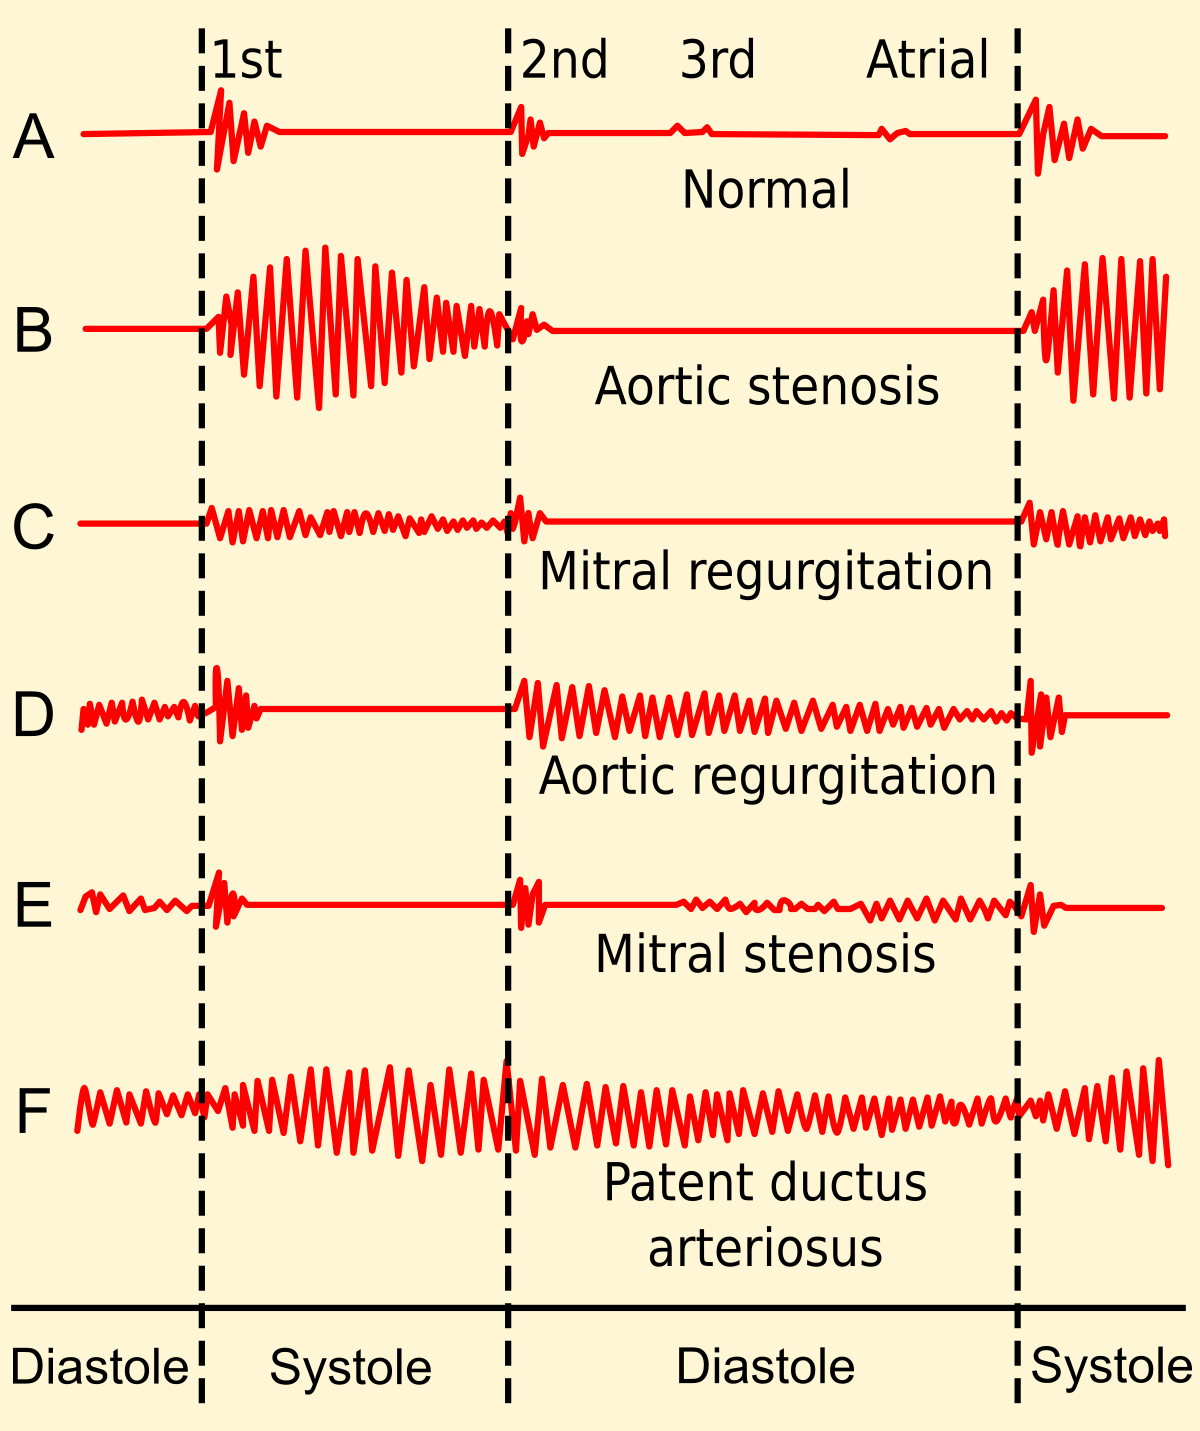 1st 2nd 3rd Atrial
A
Normal
B
Aortic stenosis
C
Mitral regurgitation
D
Aortic regurgitation
E
Mitral stenosis
F
Patent ductus
arteriosus
Diastole Systole Diastole Systole